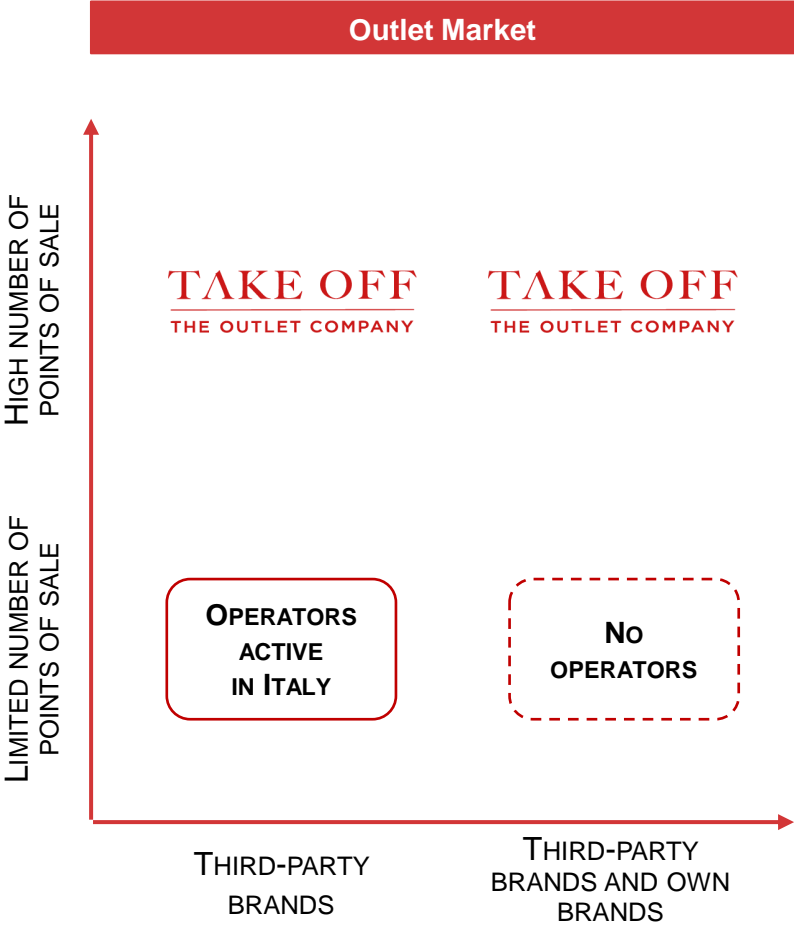 Outlet Market
HIGH NUMBER OF
POINTS OF SALE
TAKE OFF
THE OUTLET COMPANY
TAKE OFF
THE OUTLET COMPANY
LIMITED NUMBER OF
POINTS OF SALE
OPERATORS
ACTIVE
IN ITALY
NO
OPERATORS
THIRD-PARTY
BRANDS
THIRD-PARTY
BRANDS AND OWN
BRANDS